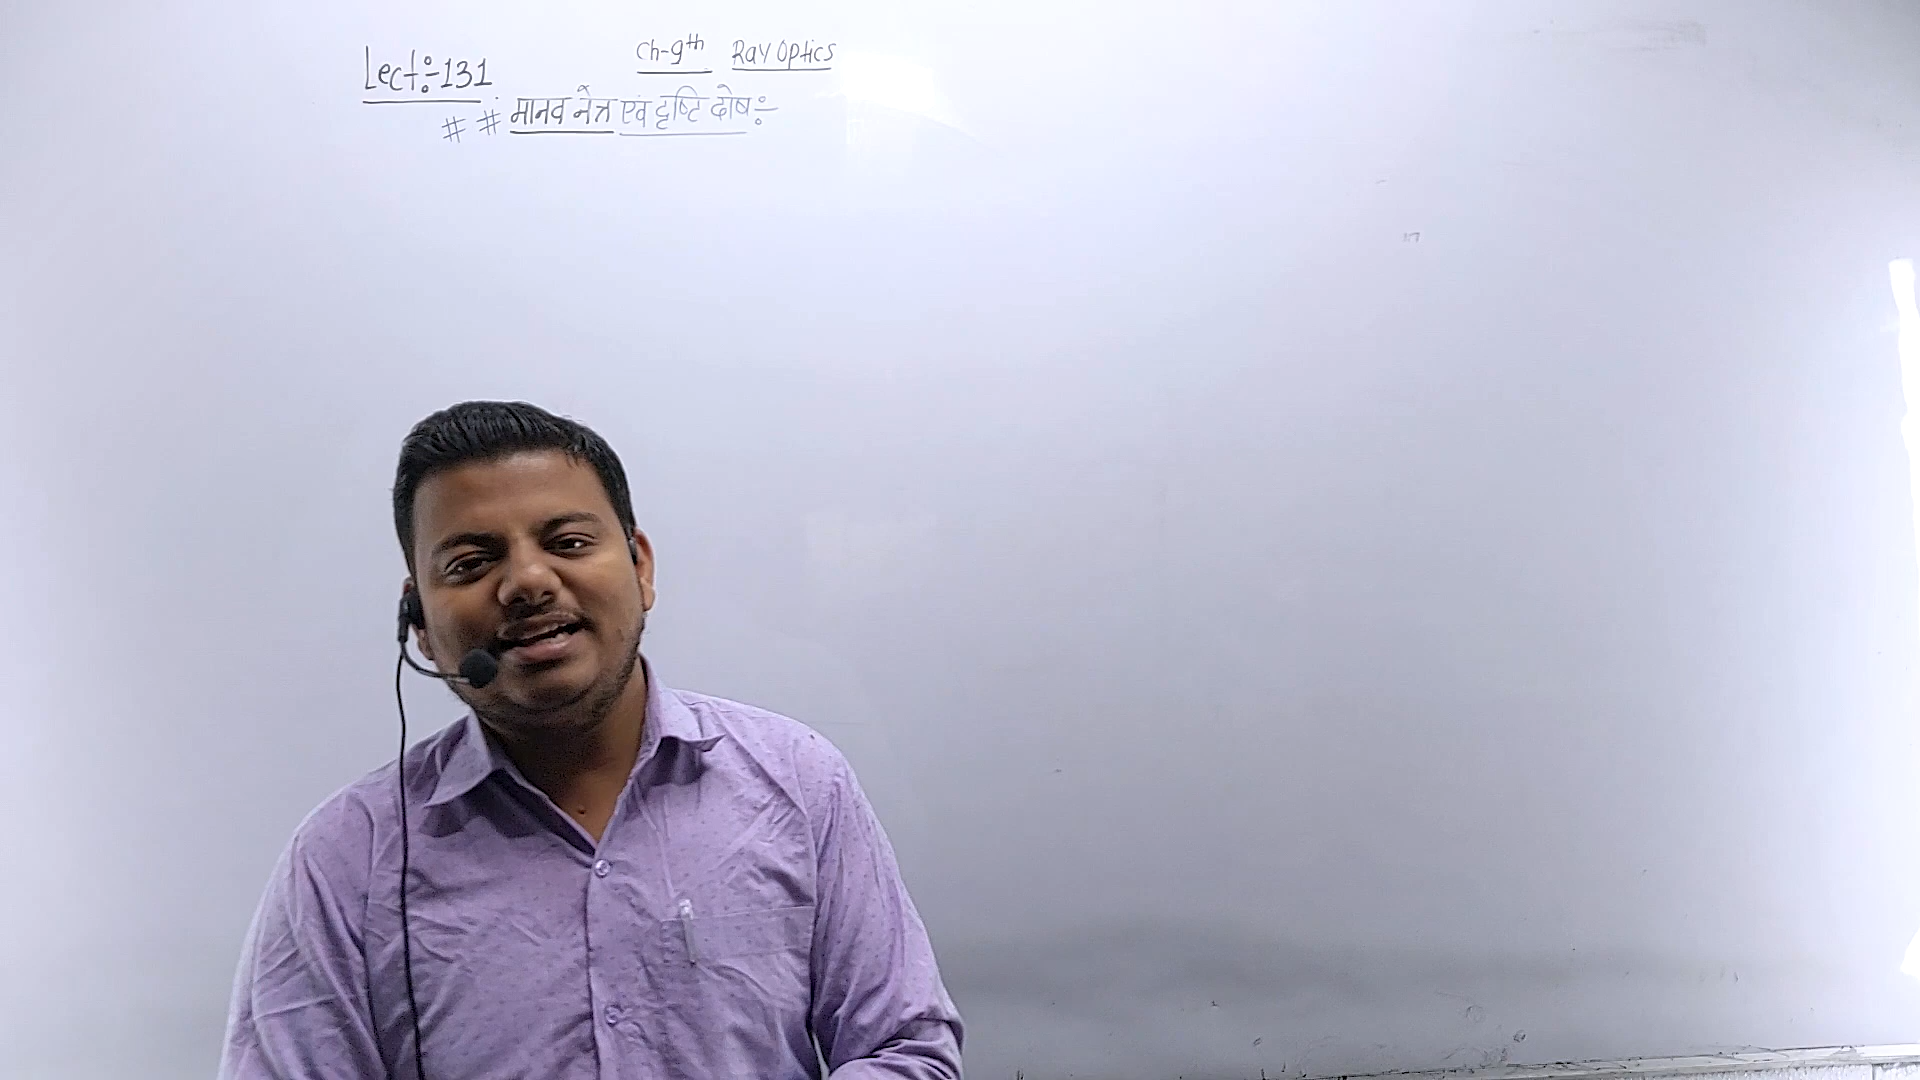 Ch-9th Ray Optics
Lect:-131
# # मानव नेत्र एवं दृष्टि दोष:-